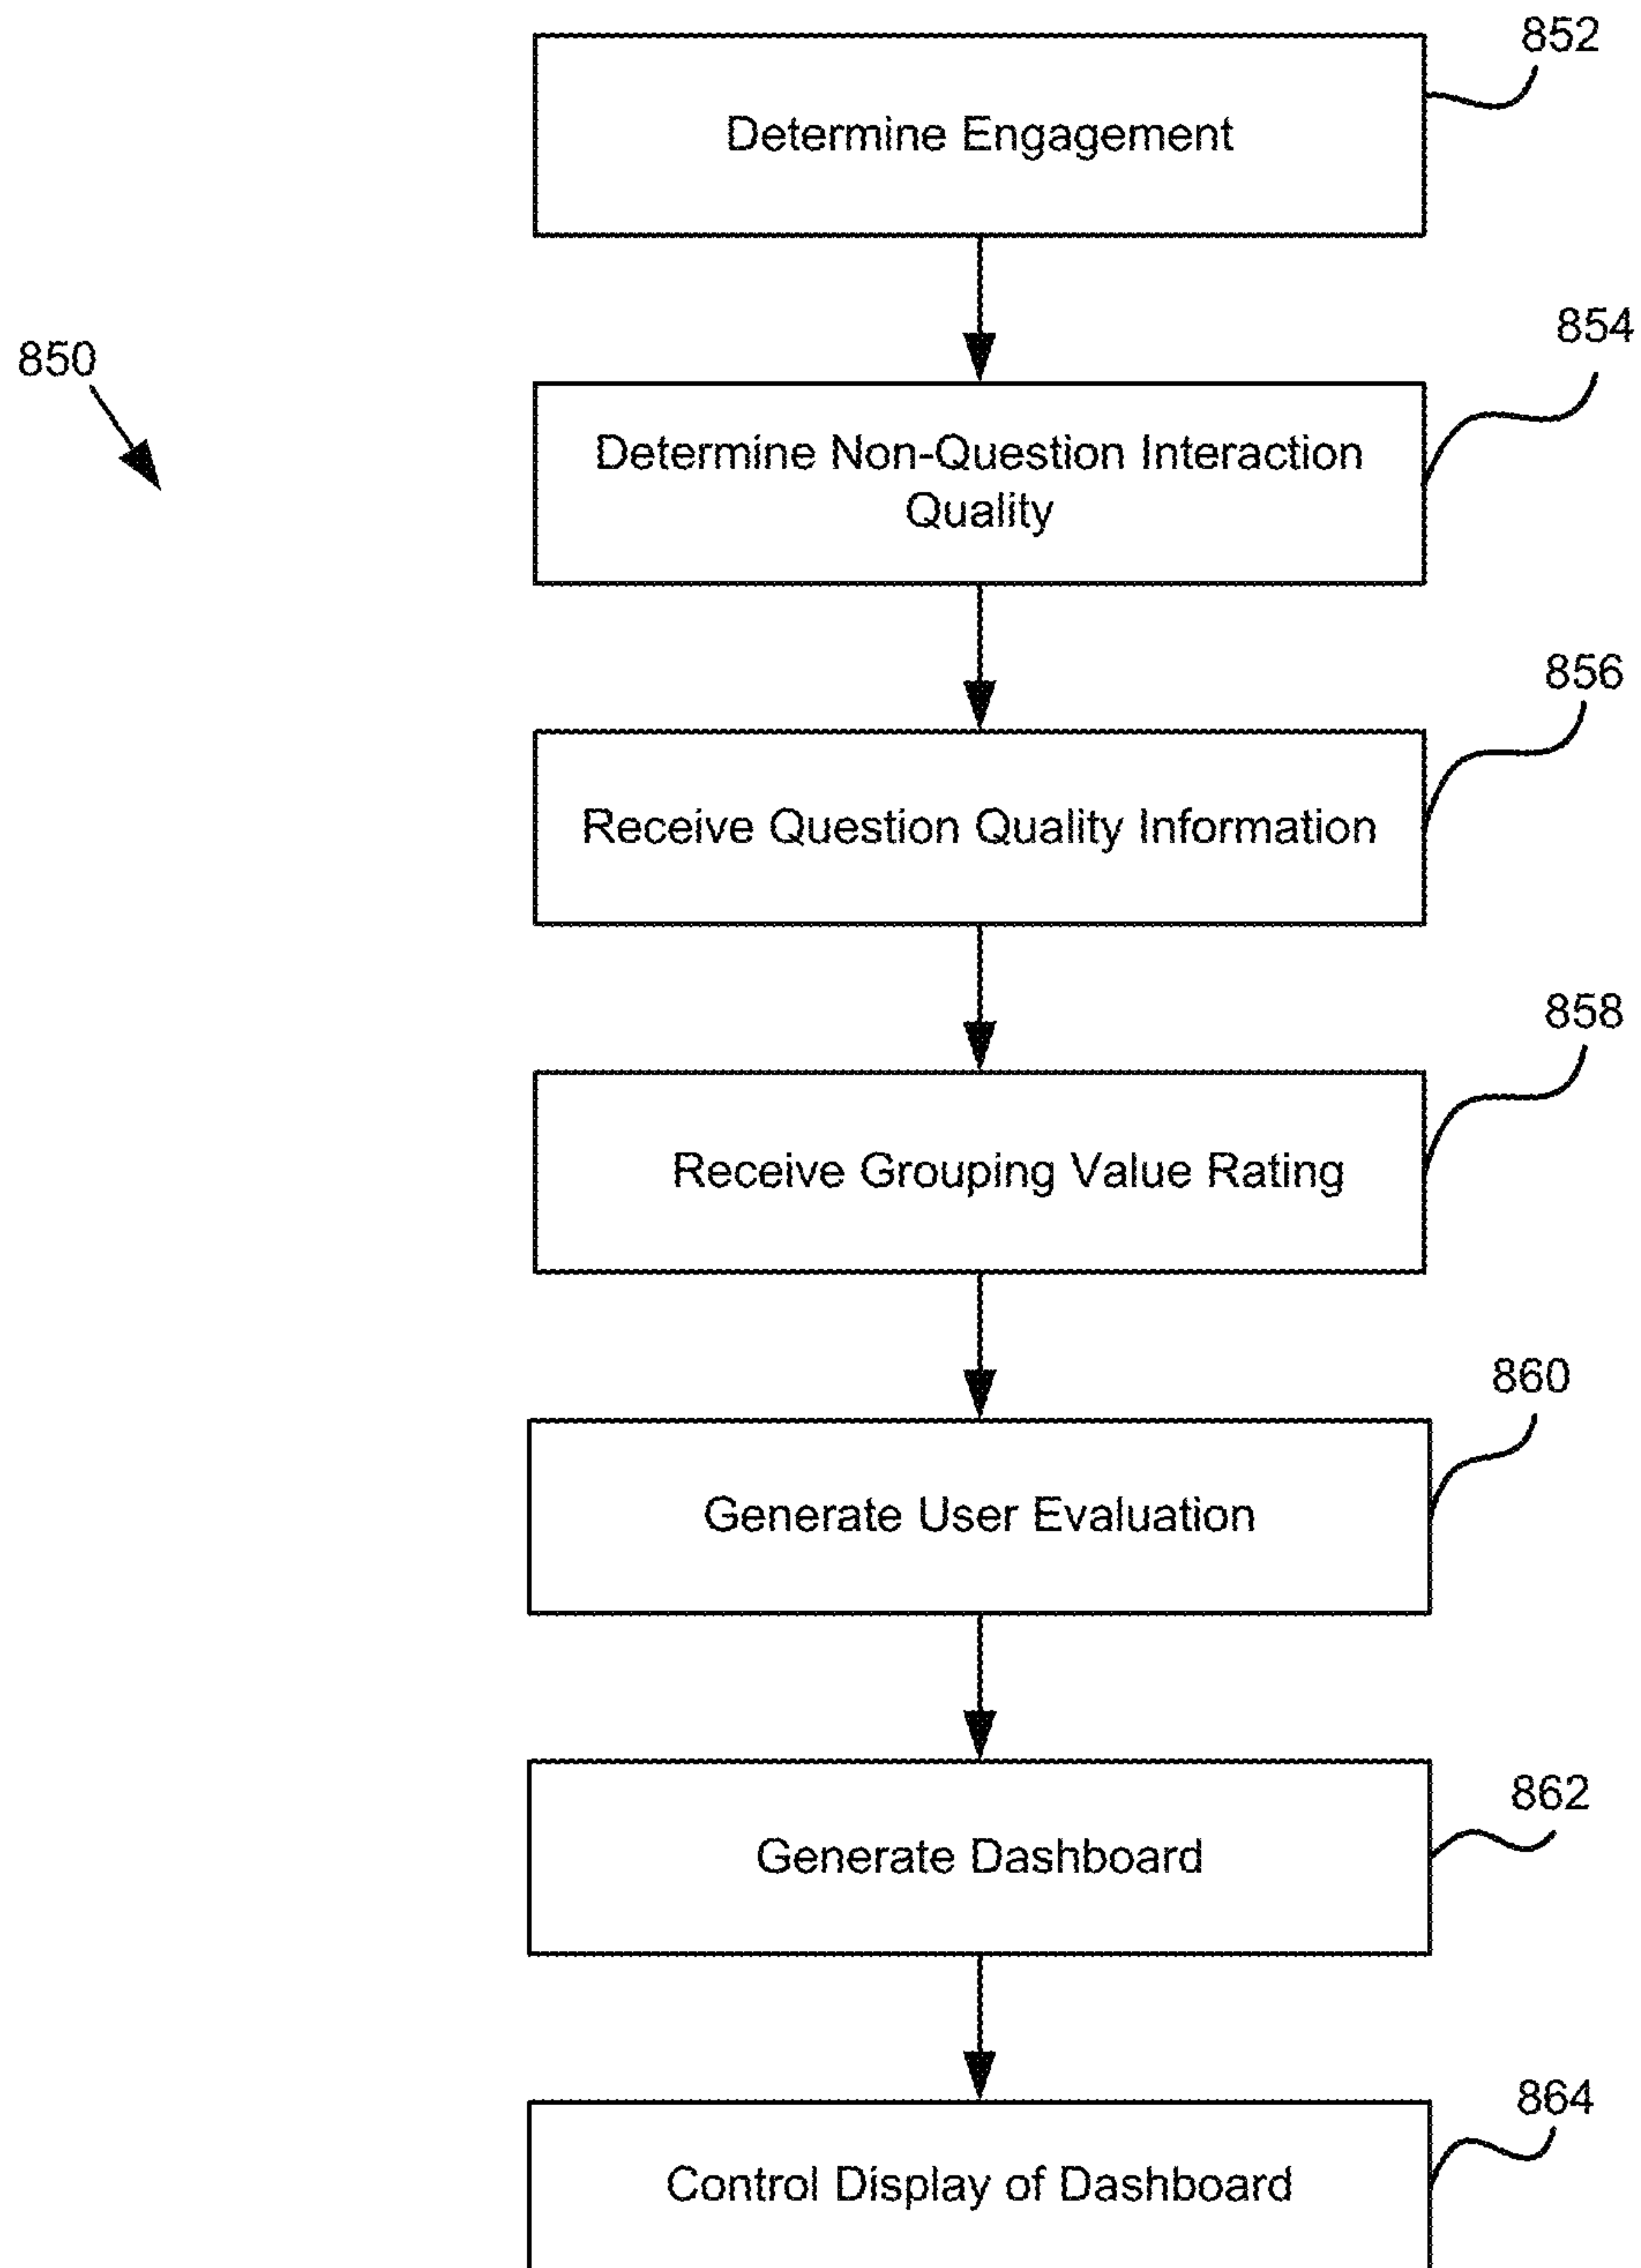 852
Determine Engagement
854
850
Determine Non-Question Interaction
Quality
856
Receive Question Quality Information
858
Receive Grouping Value Rating
860
Generate User Evaluation
862
Generate Dashboard
864
Control Display of Dashboard